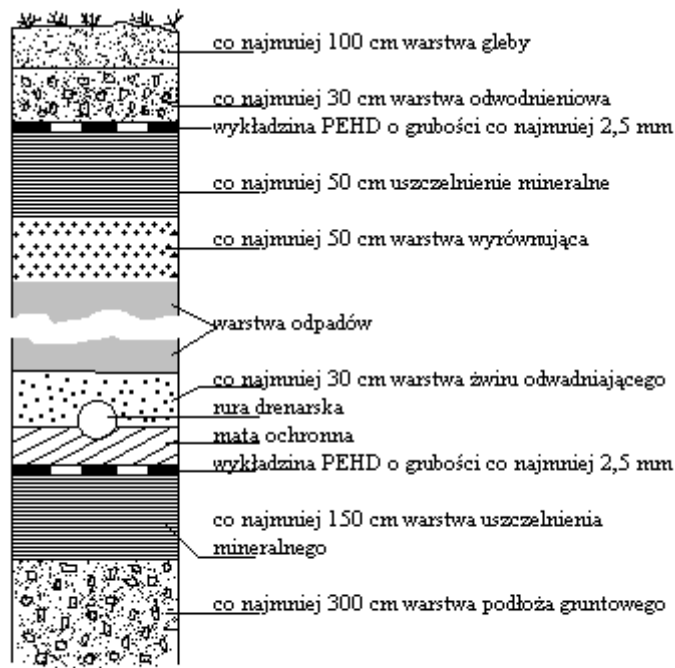 co najmniej 100 cm warstwa gleby
co najmniej 30 cm warstwa odwodnieniowa
wykładzina PEHD o grubości co najmniej 2,5 mm
co najmniej 50 cm uszczelnienie mineralne
co najmniej 50 cm warstwa wyrównująca
warstwa odpadów
co najmniej 30 cm warstwa żwiru odwadniającego
rura drenarska
mata ochronna
wykładzina PEHD o grubości co najmniej 2,5 mm
co najmniej 150 cm warstwa uszczelnienia
mineralnego
co najmniej 300 cm warstwa podłoża gruntowego